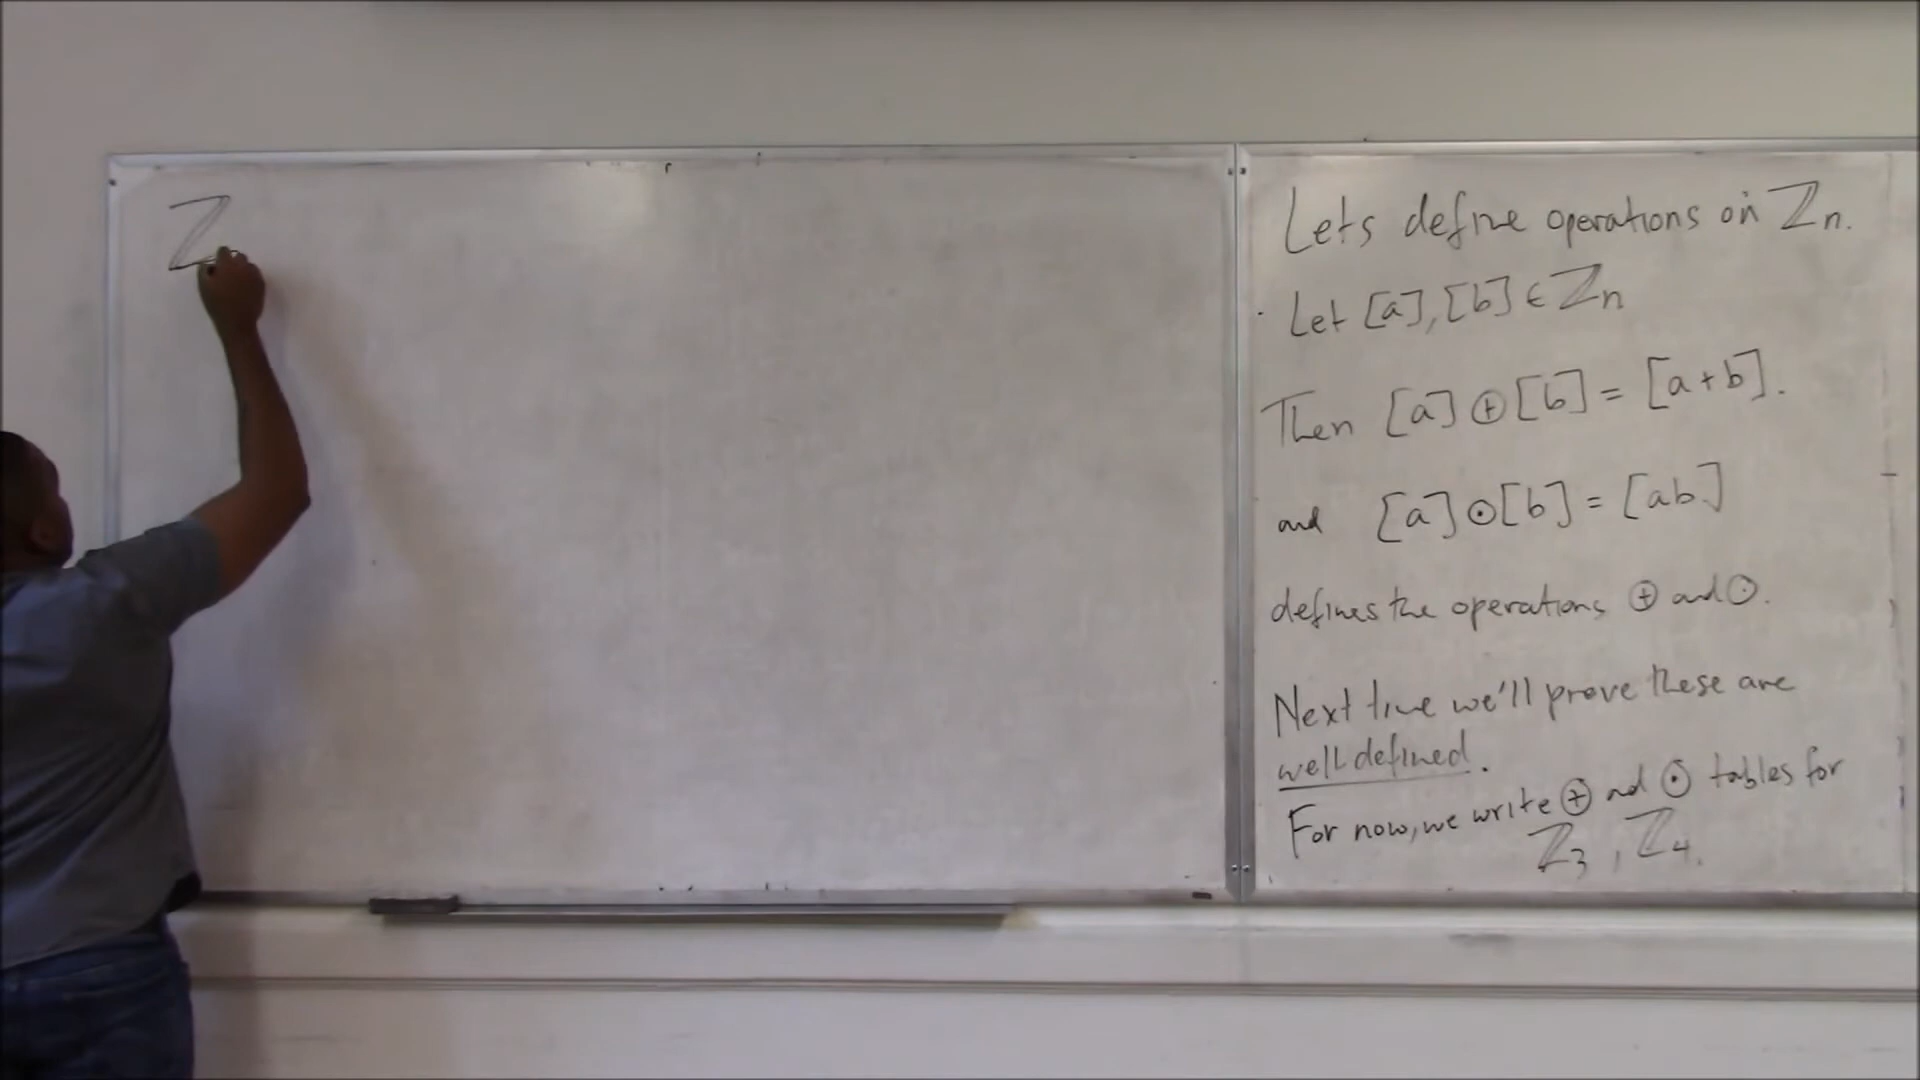 ℤ
Lets define operations on ℤn.
· Let [a], [b] ∈ ℤn
Then [a] ⊕ [b] = [a+b].
and [a] ⊙ [b] = [ab]
defines the operations ⊕ and ⊙.
Next time we'll prove these are
well defined.
For now, we write ⊕ and ⊙ tables for
ℤ3, ℤ4.